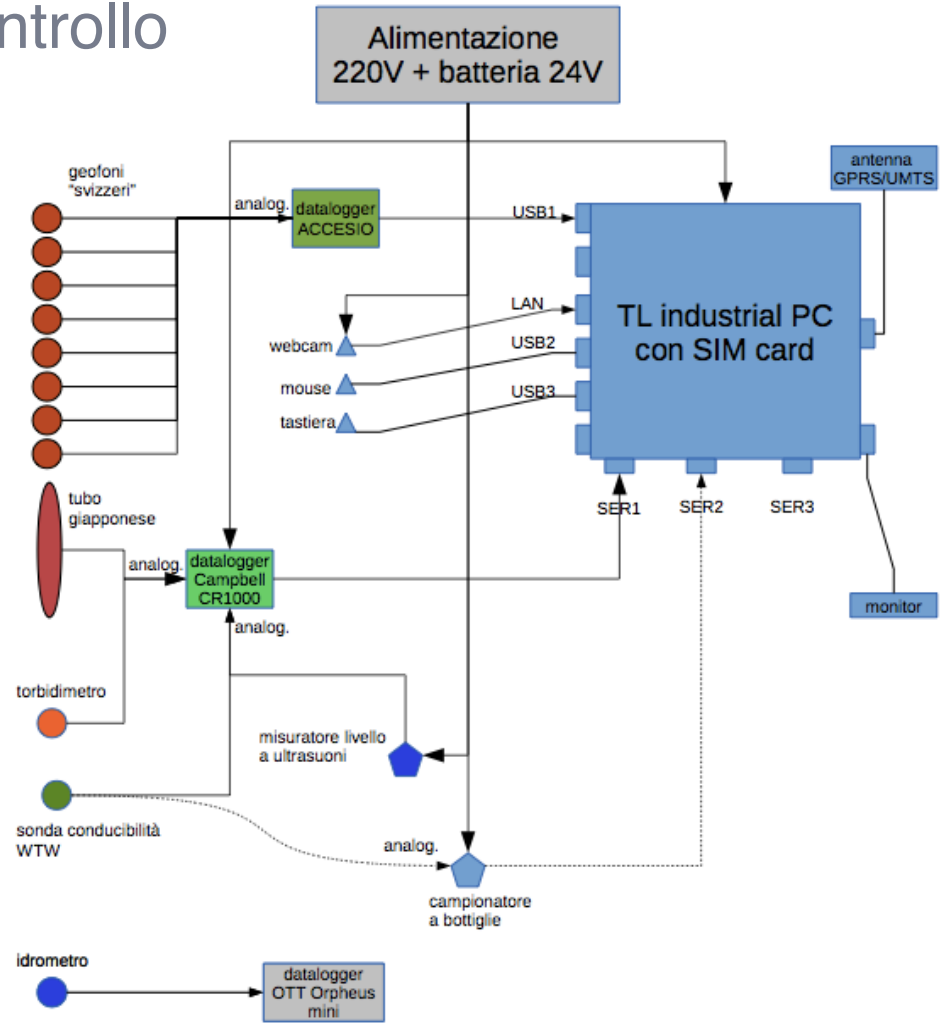 ntrollo
Alimentazione
220V + batteria 24V
geofoni
"svizzeri"
analog.
datalogger
ACCESIO
USB1
antenna
GPRS/UMTS
LAN
webcam
USB2
mouse
USB3
tastiera
TL industrial PC
con SIM card
SER1
SER2
SER3
tubo
giapponese
analog.
datalogger
Campbell
CR1000
analog.
monitor
torbidimetro
misuratore livello
a ultrasuoni
sonda conducibilità
WTW
analog.
campionatore
a bottiglie
idrometro
datalogger
OTT Orpheus
mini